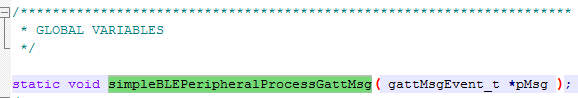 /*********************************************************************
* GLOBAL VARIABLES
*/
static void simpleBLEPeripheralProcessGattMsg( gattMsgEvent_t *pMsg );